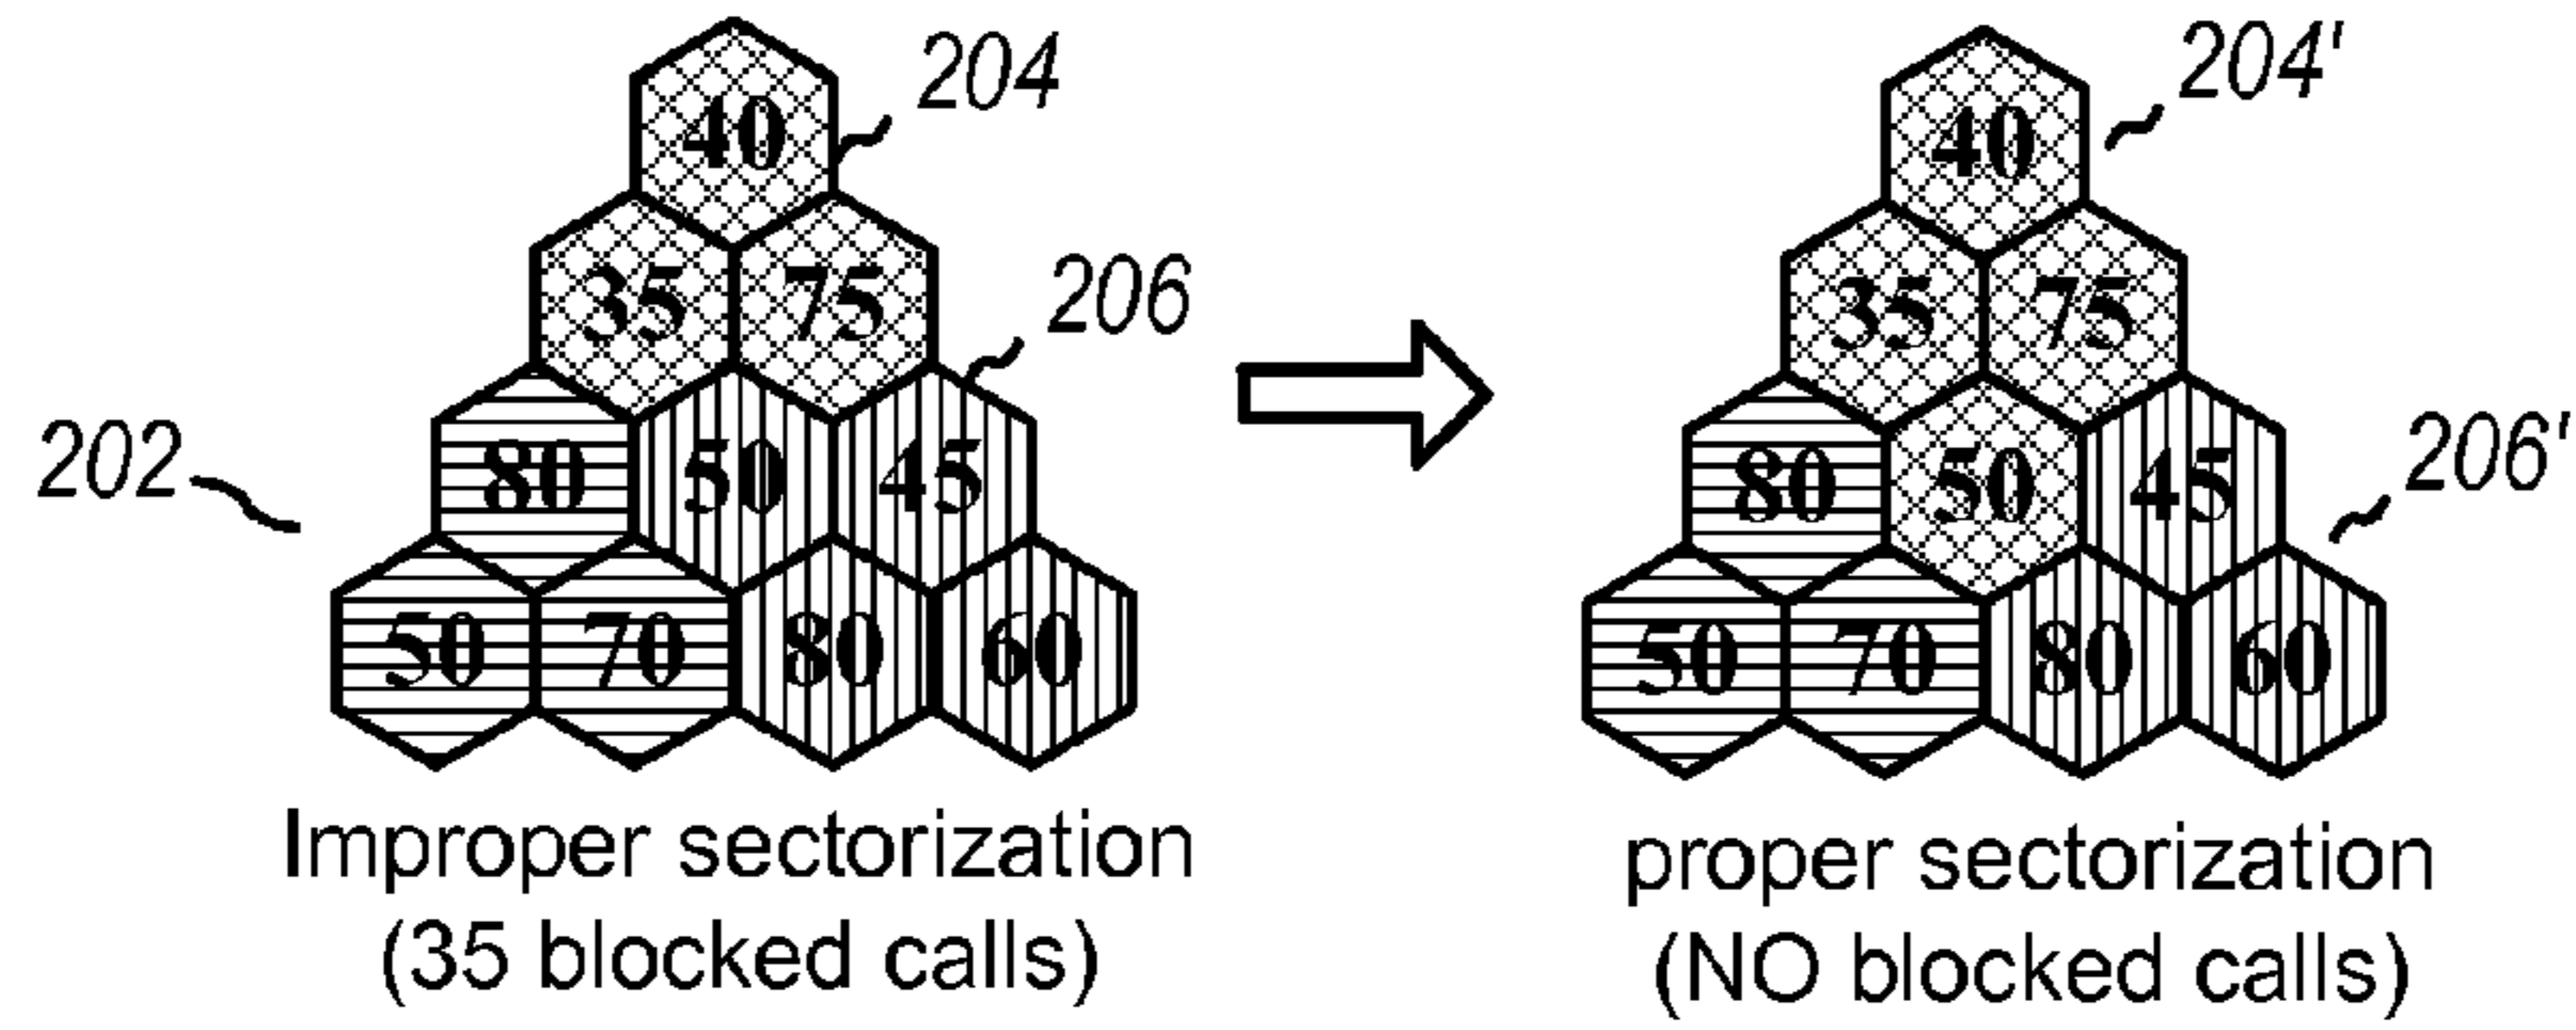 40
204
35 75
206
202
80 50 45
50 70 80 60
Improper sectorization
(35 blocked calls)
40
204'
35 75
80 50 45
206'
50 70 80 60
proper sectorization
(NO blocked calls)